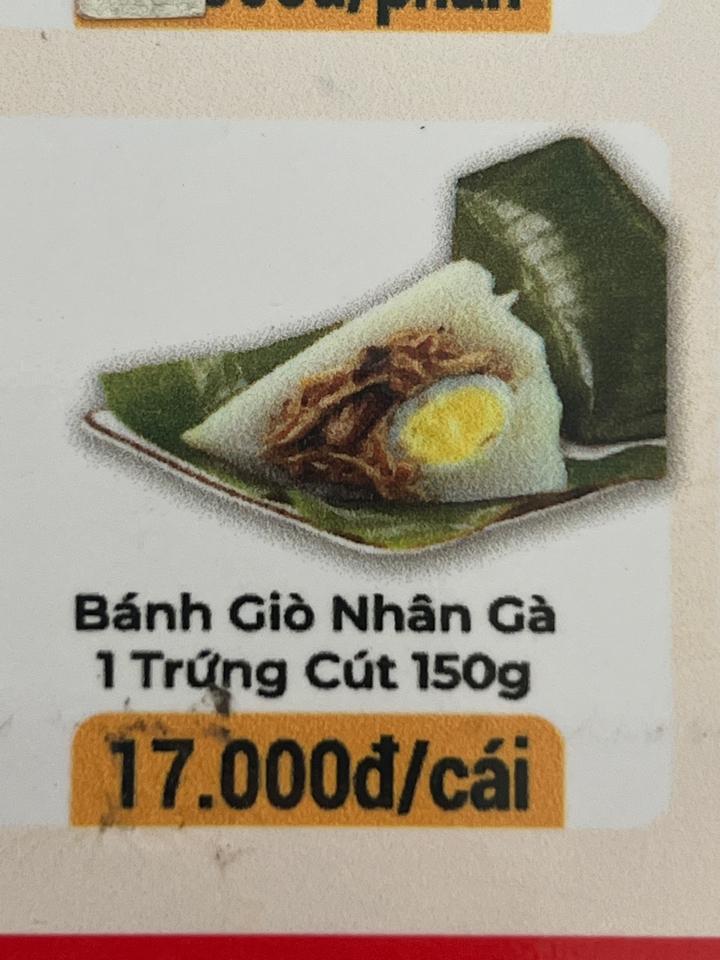 Bánh Giò Nhân Gà
1 Trứng Cút 150g
17.000đ/cái